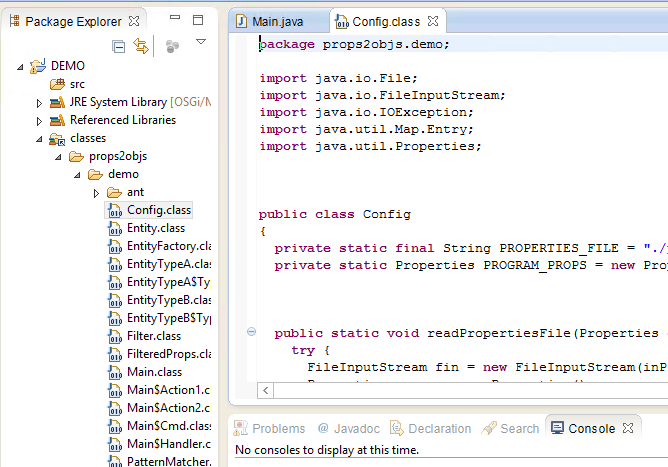 Package Explorer
DEMO
src
JRE System Library [OSGi/M
Referenced Libraries
classes
props2objs
demo
ant
Config.class
Entity.class
EntityFactory.cla
EntityTypeA.clas
EntityTypeA$Typ
EntityTypeB.clas
EntityTypeB$Typ
Filter.class
FilteredProps.cla
Main.class
Main$Action1.c
Main$Action2.c
Main$Cmd.class
Main$Handler.c
PatternMatcher.
Main.java Config.class
package props2objs.demo;
import java.io.File;
import java.io.FileInputStream;
import java.io.IOException;
import java.util.Map.Entry;
import java.util.Properties;
public class Config
{
private static final String PROPERTIES_FILE = "./
private static Properties PROGRAM_PROPS = new Prop
public static void readPropertiesFile(Properties
try {
FileInputStream fin = new FileInputStream(inP
Problems @ Javadoc Declaration Search Console
No consoles to display at this time.